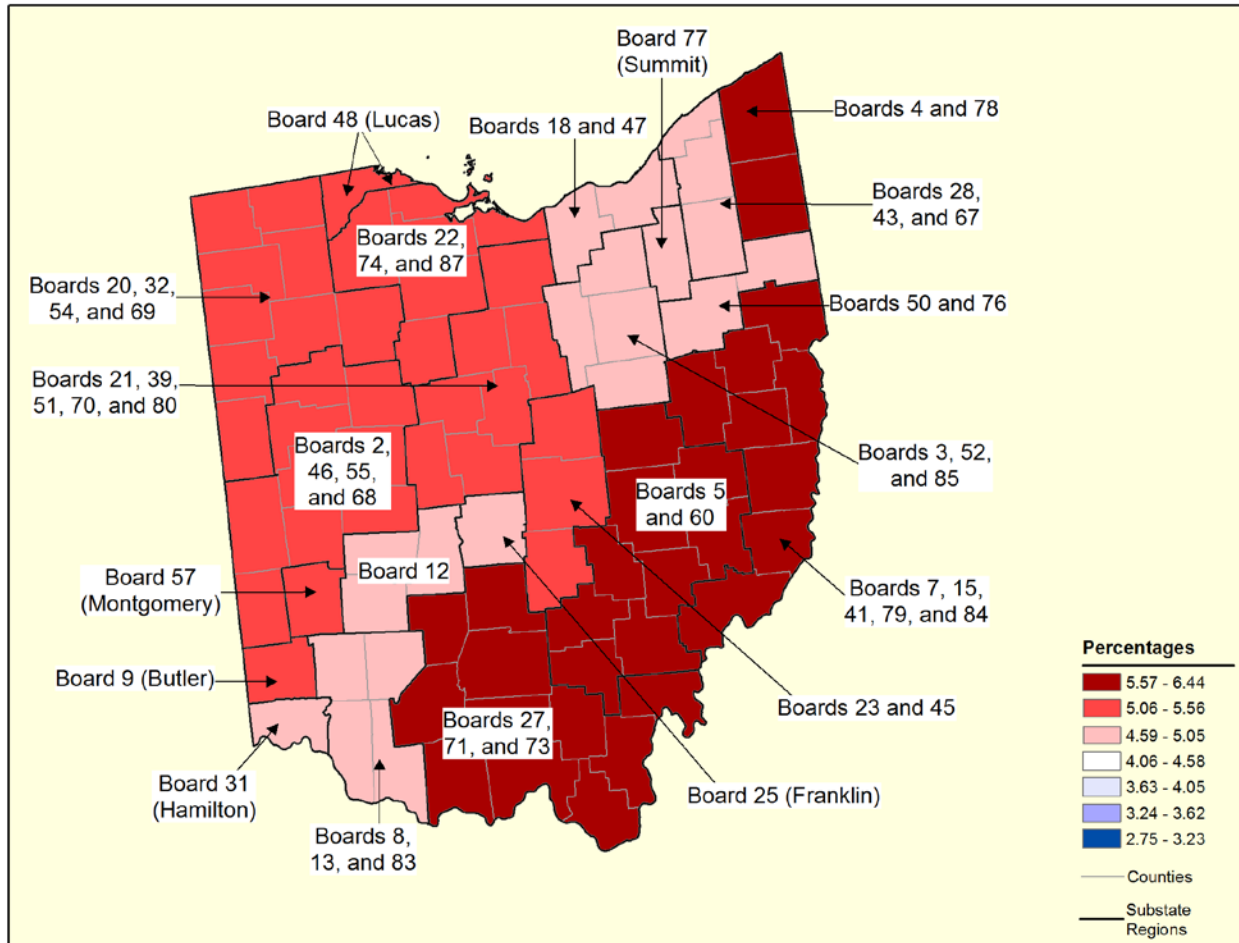 Board 77
(Summit)
Boards 4 and 78
Board 48 (Lucas)
Boards 18 and 47
Boards 28,
43, and 67
Boards 22,
74, and 87
Boards 20, 32,
54, and 69
Boards 50 and 76
Boards 21, 39,
51, 70, and 80
Boards 2,
46, 55,
and 68
Boards 3, 52,
and 85
Boards 5
and 60
Board 12
Board 57
(Montgomery)
Boards 7, 15,
41, 79, and 84
Board 9 (Butler)
Boards 23 and 45
Boards 27,
71, and 73
Board 31
(Hamilton)
Board 25 (Franklin)
Boards 8,
13, and 83
Percentages
5.57 - 6.44
5.06 - 5.56
4.59 - 5.05
4.06 - 4.58
3.63 - 4.05
3.24 - 3.62
2.75 - 3.23
Counties
Substate
Regions